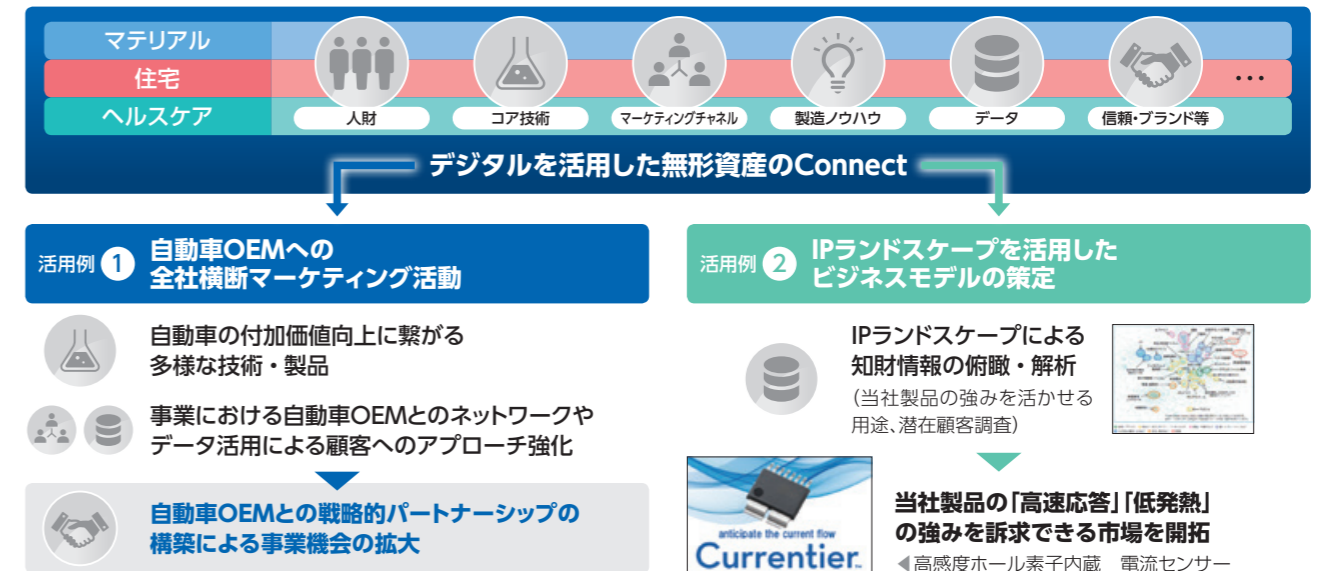 マテリアル
住宅
ヘルスケア
人財
コア技術
マーケティングチャネル
製造ノウハウ
データ
信頼・ブランド等
…
デジタルを活用した無形資産のConnect
活用例 1
自動車OEMへの
全社横断マーケティング活動
自動車の付加価値向上に繋がる
多様な技術・製品
事業における自動車OEMとのネットワークや
データ活用による顧客へのアプローチ強化
自動車OEMとの戦略的パートナーシップの
構築による事業機会の拡大
活用例 2
IPランドスケープを活用した
ビジネスモデルの策定
IPランドスケープによる
知財情報の俯瞰・解析
(当社製品の強みを活かせる
用途、潜在顧客調査)
anticipate the current flow
Currentier™
当社製品の「高速応答」「低発熱」
の強みを訴求できる市場を開拓
◀高感度ホール素子内蔵 電流センサー